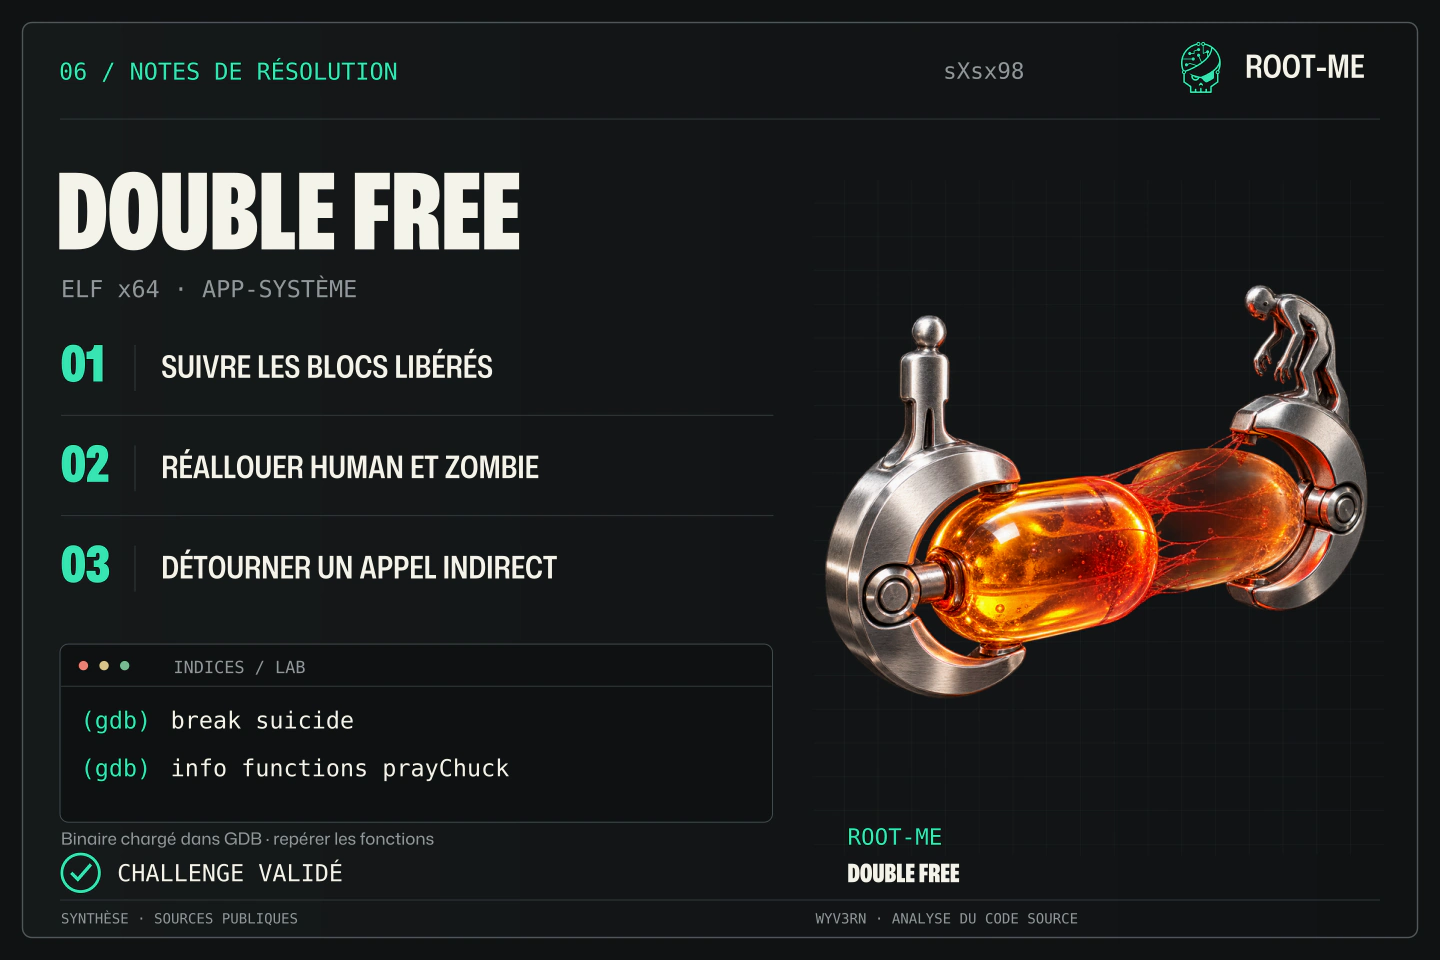 06 / NOTES DE RÉSOLUTION
sXsx98
ROOT-ME
DOUBLE FREE
ELF x64 · APP-SYSTÈME
01 SUIVRE LES BLOCS LIBÉRÉS
02 RÉALLOUER HUMAN ET ZOMBIE
03 DÉTOURNER UN APPEL INDIRECT
INDICES / LAB
(gdb) break suicide
(gdb) info functions prayChuck
Binaire chargé dans GDB · repérer les fonctions
CHALLENGE VALIDÉ
ROOT-ME
DOUBLE FREE
SYNTHÈSE · SOURCES PUBLIQUES
WYV3RN · ANALYSE DU CODE SOURCE